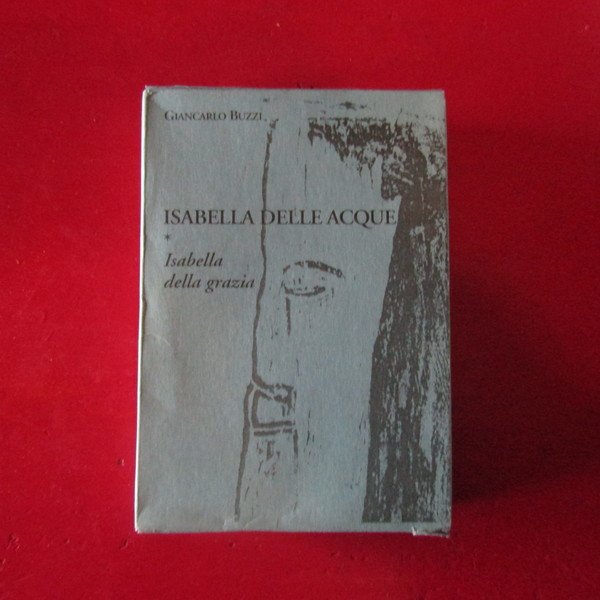 GIANCARLO BUZZI
ISABELLA DELLE ACQUE
*
Isabella
della grazia